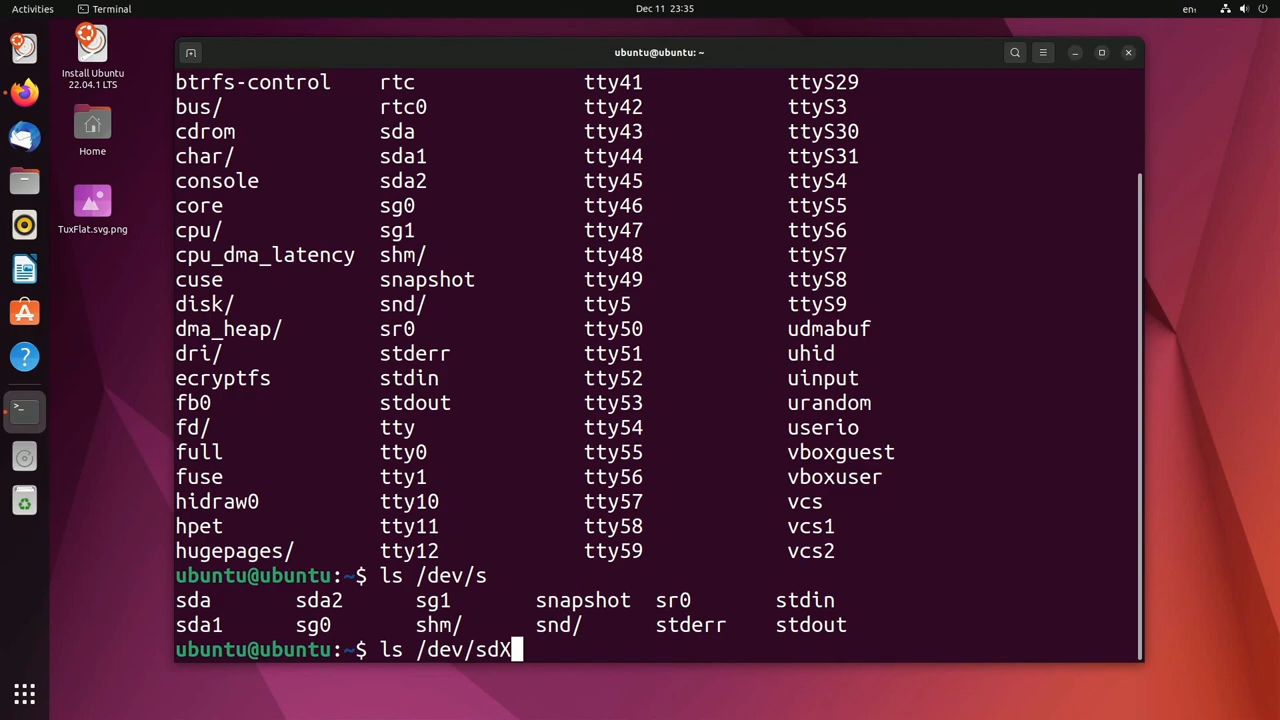 Activities Terminal Dec 11 23:35 en₁
ubuntu@ubuntu: ~
Install Ubuntu
22.04.1 LTS
Home
TuxFlat.svg.png
btrfs-control rtc tty41 ttyS29
bus/ rtc0 tty42 ttyS3
cdrom sda tty43 ttyS30
char/ sda1 tty44 ttyS31
console sda2 tty45 ttyS4
core sg0 tty46 ttyS5
cpu/ sg1 tty47 ttyS6
cpu_dma_latency shm/ tty48 ttyS7
cuse snapshot tty49 ttyS8
disk/ snd/ tty5 ttyS9
dma_heap/ sr0 tty50 udmabuf
dri/ stderr tty51 uhid
ecryptfs stdin tty52 uinput
fb0 stdout tty53 urandom
fd/ tty tty54 userio
full tty0 tty55 vboxguest
fuse tty1 tty56 vboxuser
hidraw0 tty10 tty57 vcs
hpet tty11 tty58 vcs1
hugepages/ tty12 tty59 vcs2
ubuntu@ubuntu:~$ ls /dev/s
sda sda2 sg1 snapshot sr0 stdin
sda1 sg0 shm/ snd/ stderr stdout
ubuntu@ubuntu:~$ ls /dev/sdX